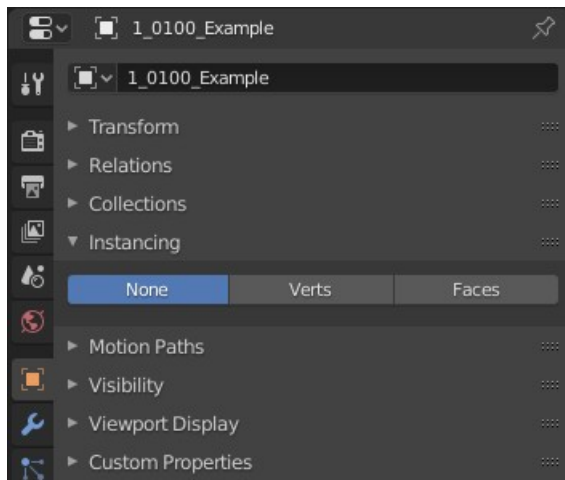 1_0100_Example
1_0100_Example
Transform
Relations
Collections
Instancing
None Verts Faces
Motion Paths
Visibility
Viewport Display
Custom Properties